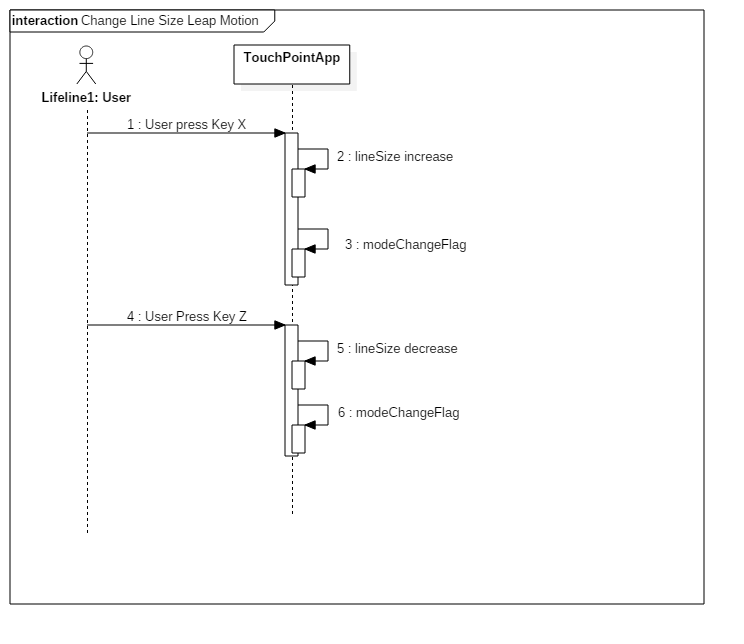 interaction Change Line Size Leap Motion
TouchPointApp
Lifeline1: User
1 : User press Key X
2 : lineSize increase
3 : modeChangeFlag
4 : User Press Key Z
5 : lineSize decrease
6 : modeChangeFlag